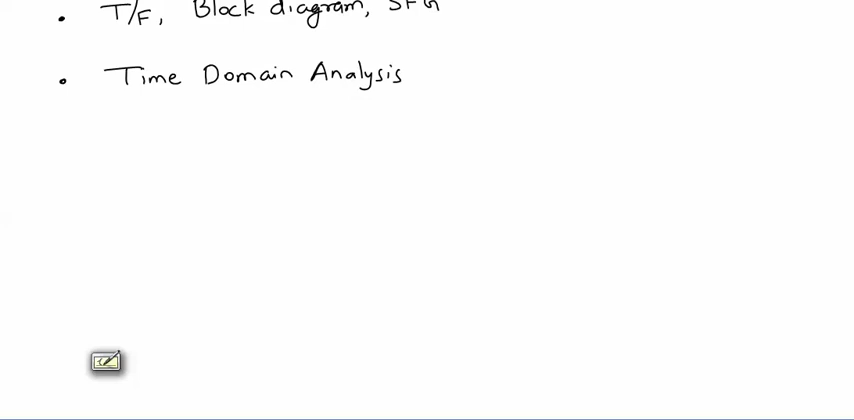 • T/F, Block diagram, SFG
• Time Domain Analysis